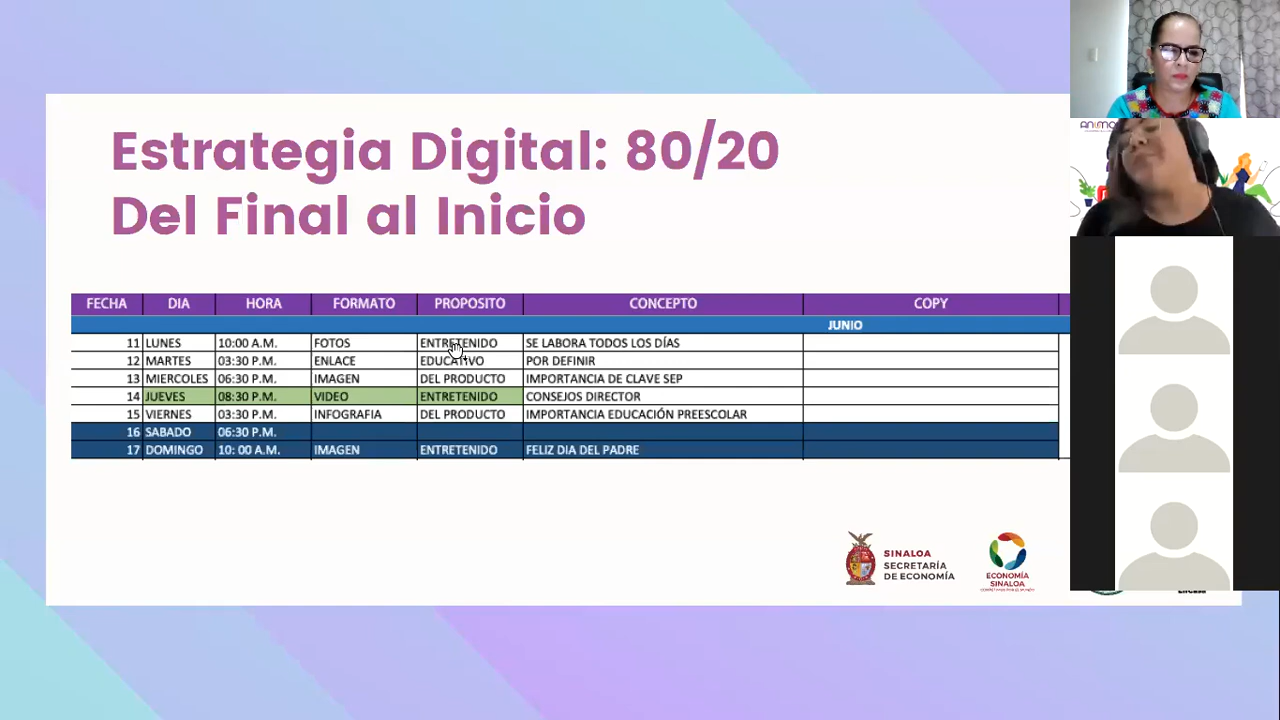 Estrategia Digital: 80/20
Del Final al Inicio
FECHA DIA HORA FORMATO PROPOSITO CONCEPTO COPY
JUNIO
11 LUNES 10:00 A.M. FOTOS ENTRETENIDO SE LABORA TODOS LOS DÍAS
12 MARTES 03:30 P.M. ENLACE EDUCATIVO POR DEFINIR
13 MIERCOLES 06:30 P.M. IMAGEN DEL PRODUCTO IMPORTANCIA DE CLAVE SEP
14 JUEVES 08:30 P.M. VIDEO ENTRETENIDO CONSEJOS DIRECTOR
15 VIERNES 03:30 P.M. INFOGRAFIA DEL PRODUCTO IMPORTANCIA EDUCACIÓN PREESCOLAR
16 SABADO 06:30 P.M.
17 DOMINGO 10: 00 A.M. IMAGEN ENTRETENIDO FELIZ DIA DEL PADRE
SINALOA
SECRETARÍA
DE ECONOMÍA
ECONOMÍA
SINALOA